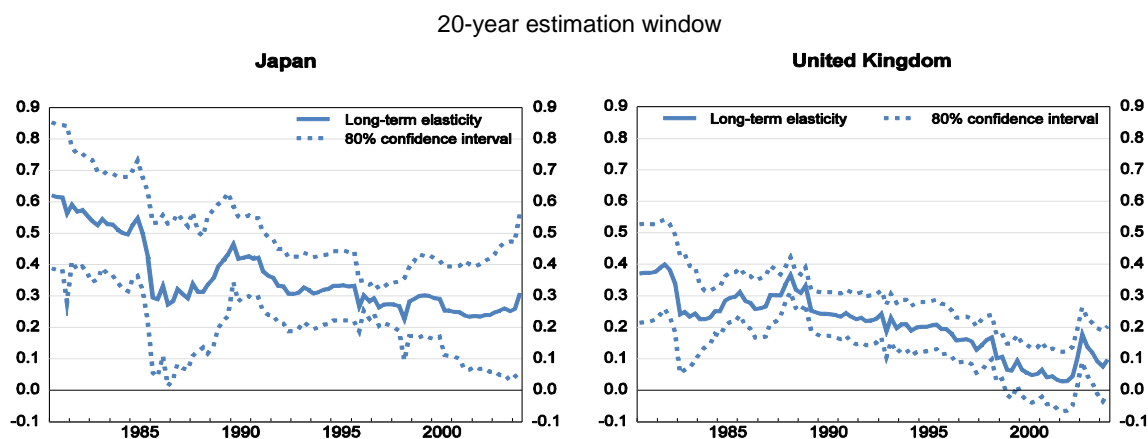 20-year estimation window
Japan
United Kingdom
0.9 0.9 0.9 0.9
Long-term elasticity
80% confidence interval
Long-term elasticity 80% confidence interval
0.8 0.8 0.8 0.8
0.7 0.7 0.7 0.7
0.6 0.6 0.6 0.6
0.5 0.5 0.5 0.5
0.4 0.4 0.4 0.4
0.3 0.3 0.3 0.3
0.2 0.2 0.2 0.2
0.1 0.1 0.1 0.1
0.0 0.0 0.0 0.0
-0.1 -0.1 -0.1 -0.1
1985 1990 1995 2000
1985 1990 1995 2000